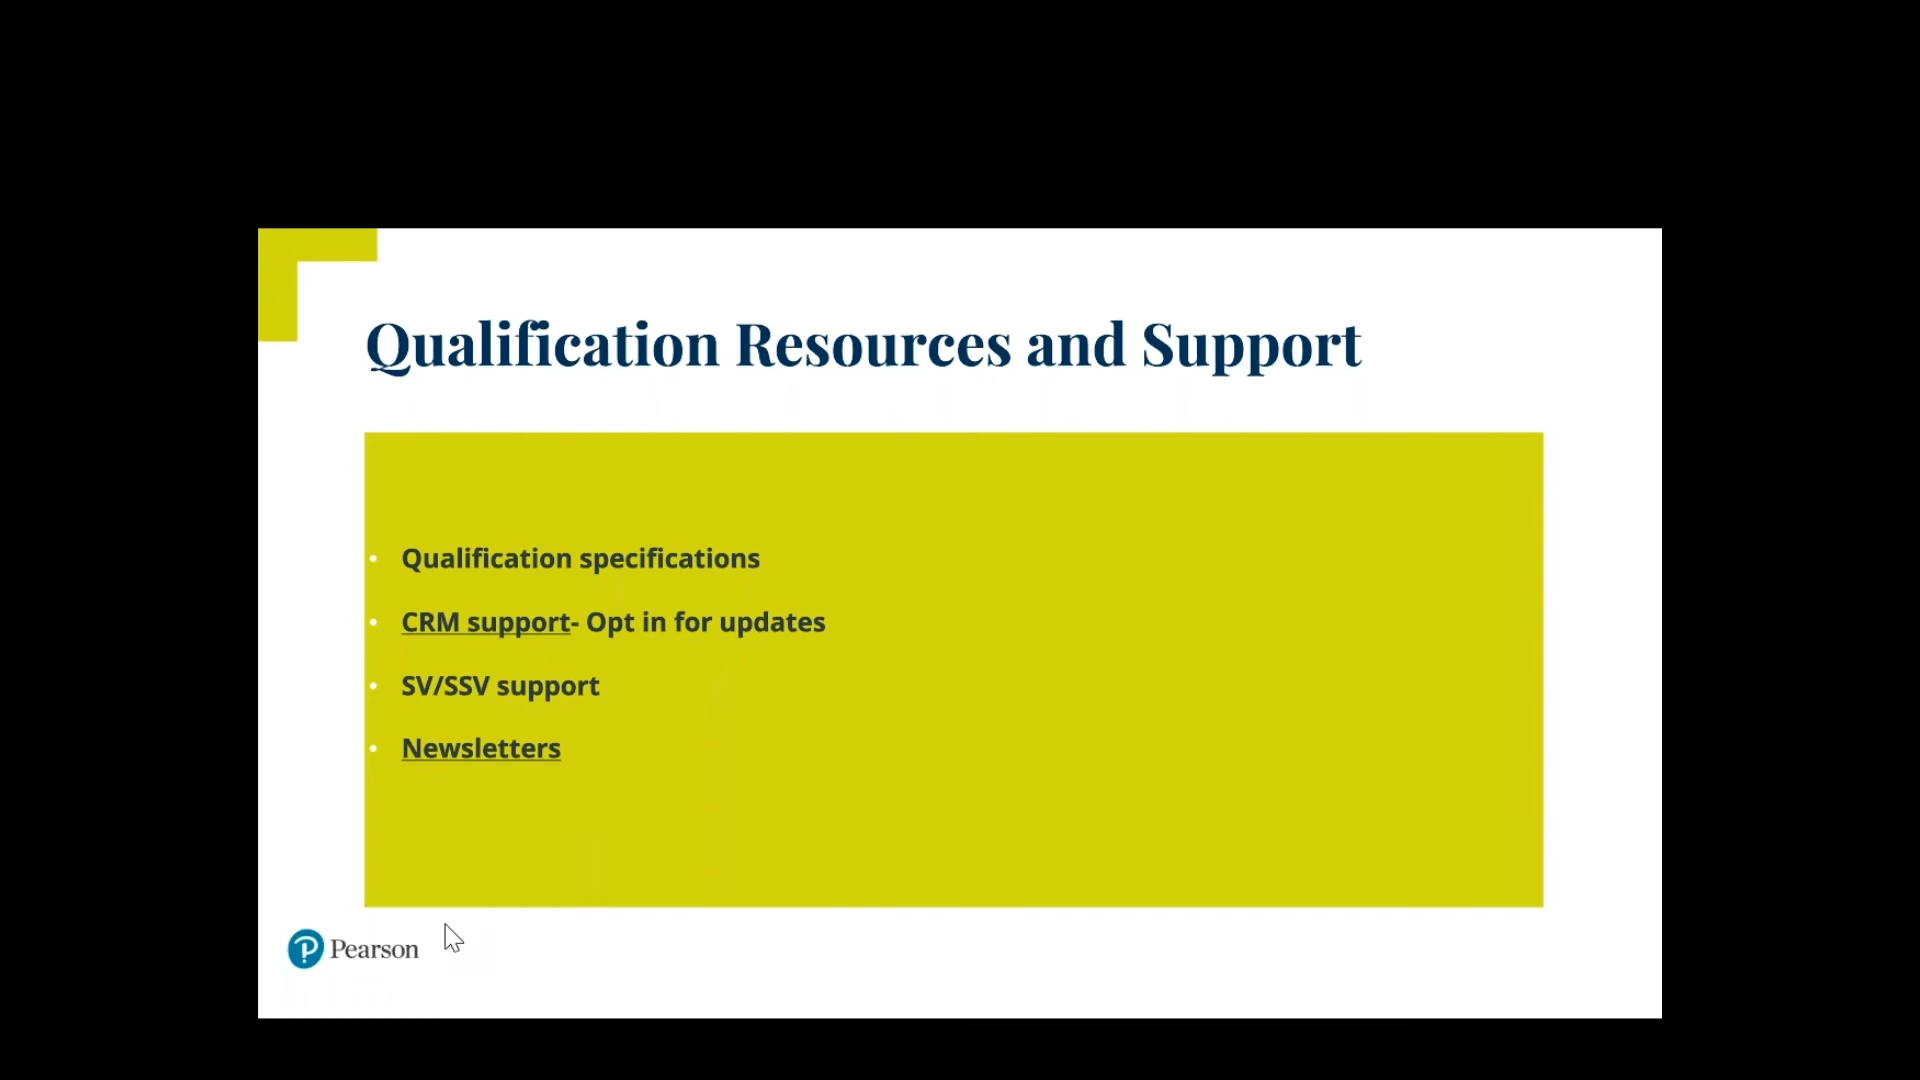 Qualification Resources and Support
• Qualification specifications
• CRM support- Opt in for updates
• SV/SSV support
• Newsletters
Pearson